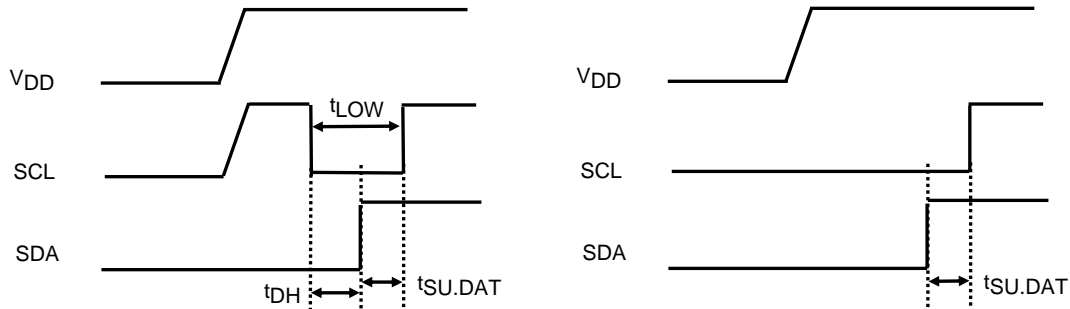 VDD
tLOW
SCL
SDA
tDH
tSU.DAT
VDD
SCL
SDA
tSU.DAT